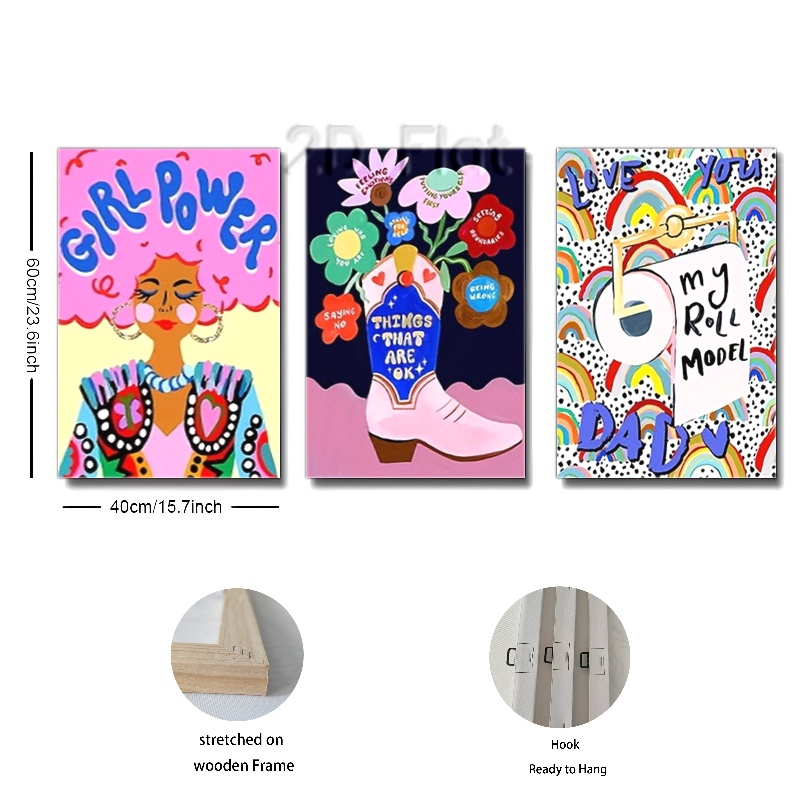 2D Flat
GIRL POWER
60cm/23.6inch
40cm/15.7inch
FEELING
EMOTIONS
PUTTING YOURSELF
FIRST
LOVING WHO
YOU ARE
ASKING
FOR
HELP
SETTING
BOUNDARIES
SAYING
NO
BEING
WRONG
THINGS
THAT
ARE
OK
LOVE YOU
my
ROLL
MODEL
DAD
stretched on
wooden Frame
Hook
Ready to Hang